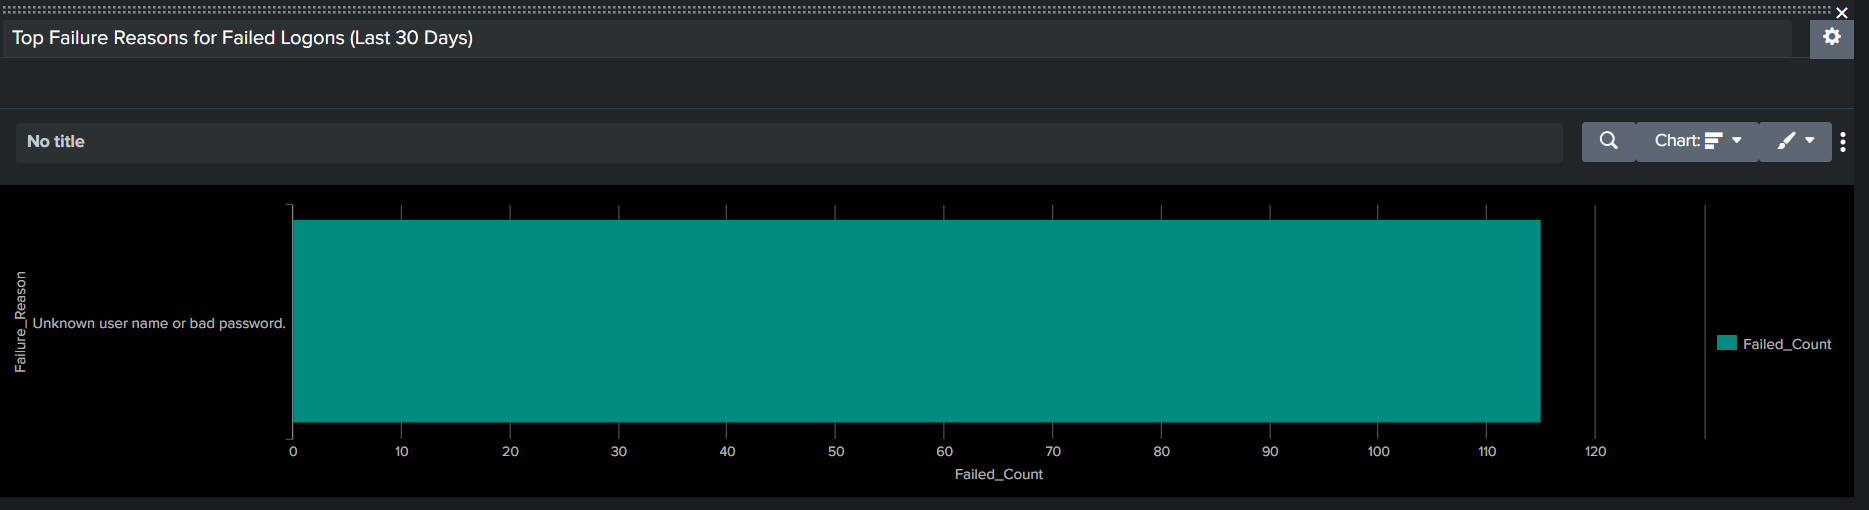 Top Failure Reasons for Failed Logons (Last 30 Days)
No title
Chart:
Failure_Reason
Unknown user name or bad password.
0 10 20 30 40 50 60 70 80 90 100 110 120
Failed_Count
Failed_Count